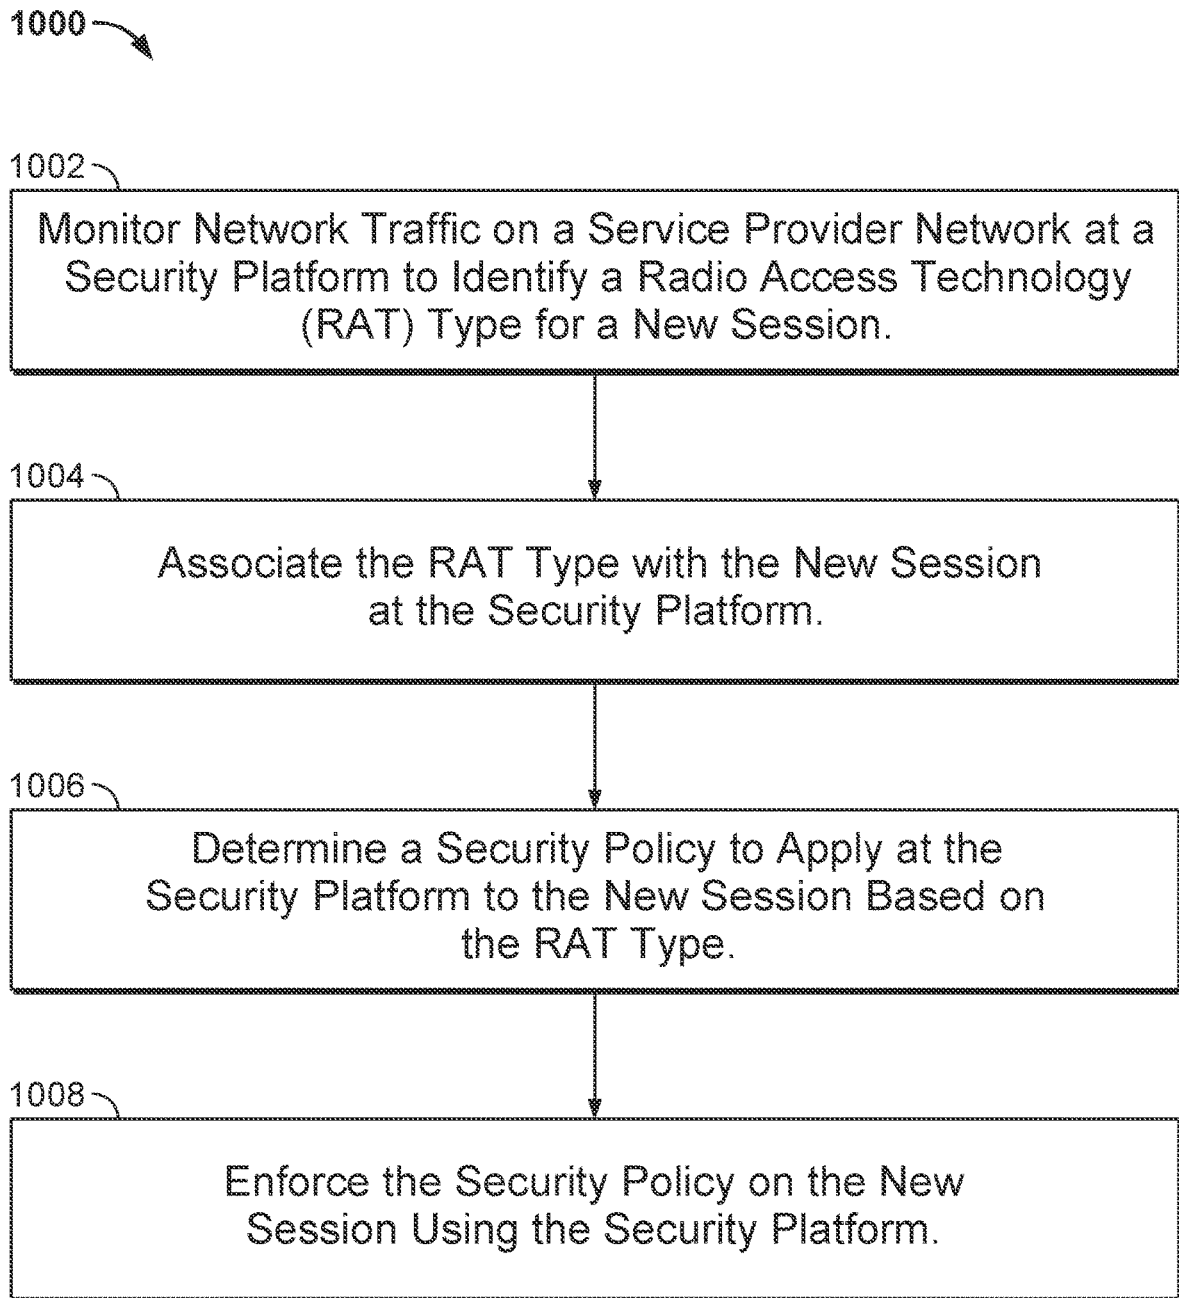 1000
1002
Monitor Network Traffic on a Service Provider Network at a
Security Platform to Identify a Radio Access Technology
(RAT) Type for a New Session.
1004
Associate the RAT Type with the New Session
at the Security Platform.
1006
Determine a Security Policy to Apply at the
Security Platform to the New Session Based on
the RAT Type.
1008
Enforce the Security Policy on the New
Session Using the Security Platform.